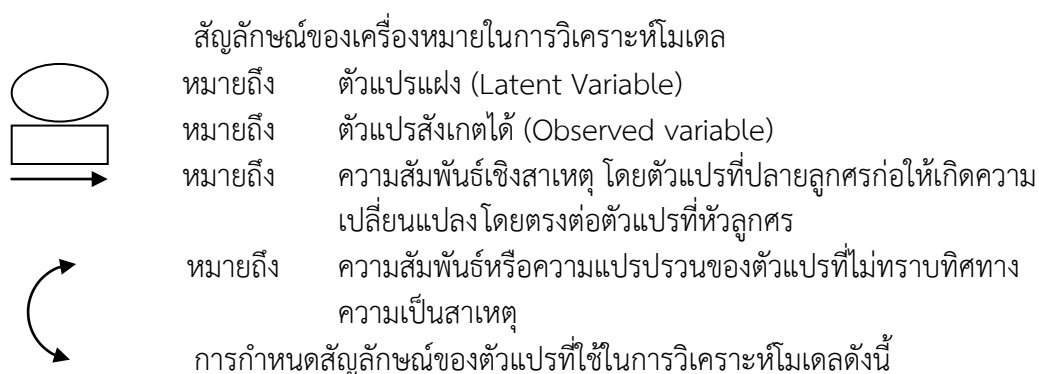 สัญลักษณ์ของเครื่องหมายในการวิเคราะห์โมเดล
หมายถึง ตัวแปรแฝง (Latent Variable)
หมายถึง ตัวแปรสังเกตได้ (Observed variable)
หมายถึง ความสัมพันธ์เชิงสาเหตุ โดยตัวแปรที่ปลายลูกศรก่อให้เกิดความ
เปลี่ยนแปลงโดยตรงต่อตัวแปรที่หัวลูกศร
หมายถึง ความสัมพันธ์หรือความแปรปรวนของตัวแปรที่ไม่ทราบทิศทาง
ความเป็นสาเหตุ
การกำหนดสัญลักษณ์ของตัวแปรที่ใช้ในการวิเคราะห์โมเดลดังนี้